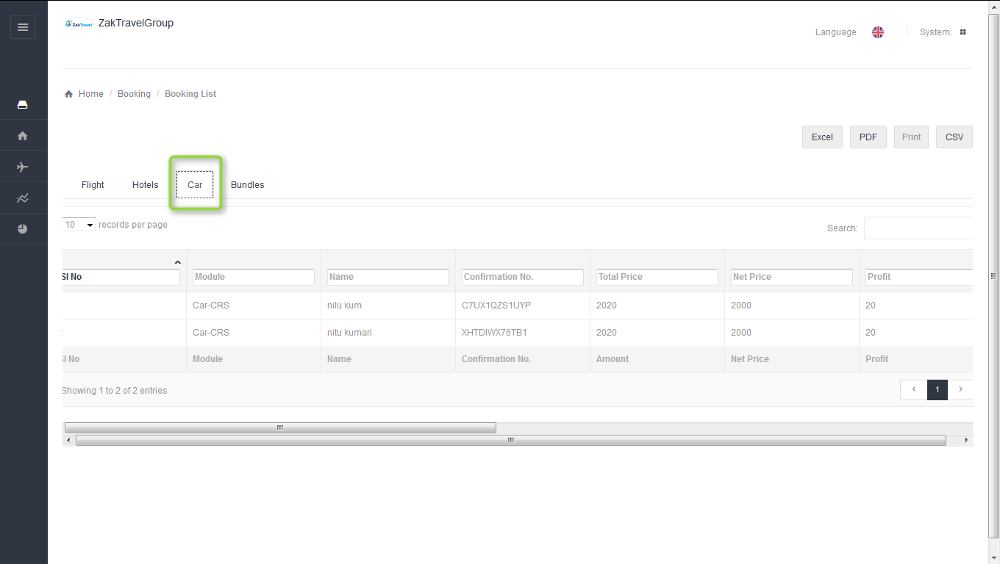 ZakTravel ZakTravelGroup
Language System:
Home / Booking / Booking List
Excel PDF Print CSV
Flight Hotels Car Bundles
10 records per page
Search:
SI No Module Name Confirmation No. Total Price Net Price Profit
Car-CRS nilu kum C7UX1QZS1UYP 2020 2000 20
Car-CRS nitu kumari XHTDIWX76TB1 2020 2000 20
SI No Module Name Confirmation No. Amount Net Price Profit
Showing 1 to 2 of 2 entries
1